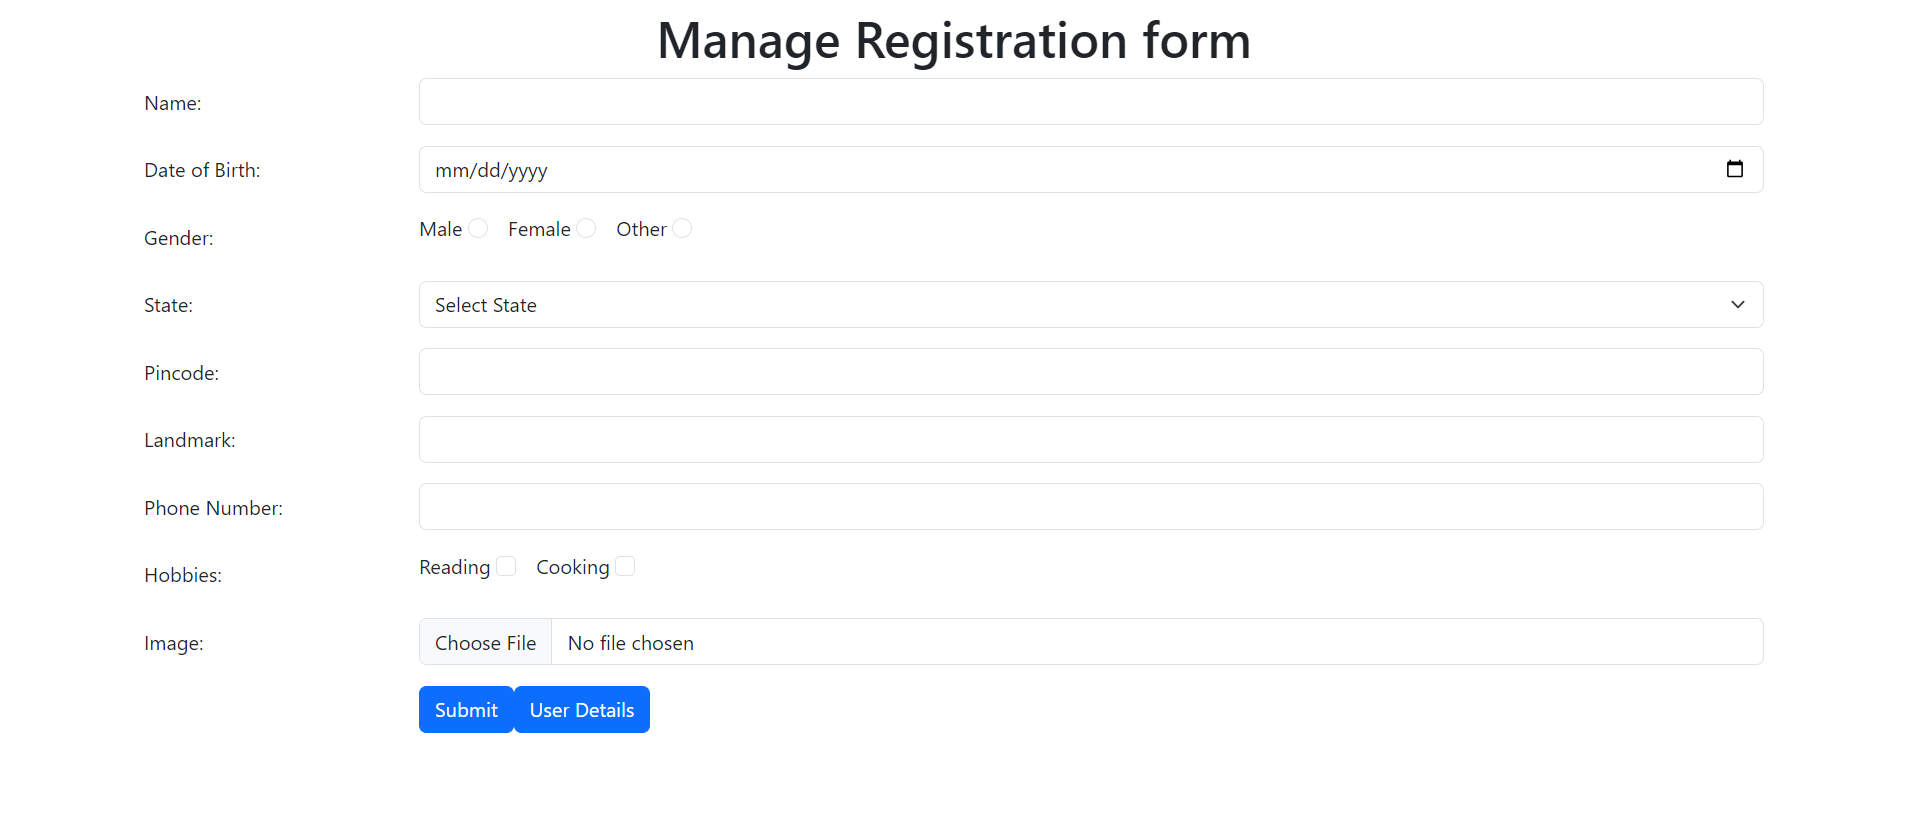 Manage Registration form
Name:
Date of Birth: mm/dd/yyyy
Gender: Male Female Other
State: Select State
Pincode:
Landmark:
Phone Number:
Hobbies: Reading Cooking
Image: Choose File No file chosen
Submit User Details